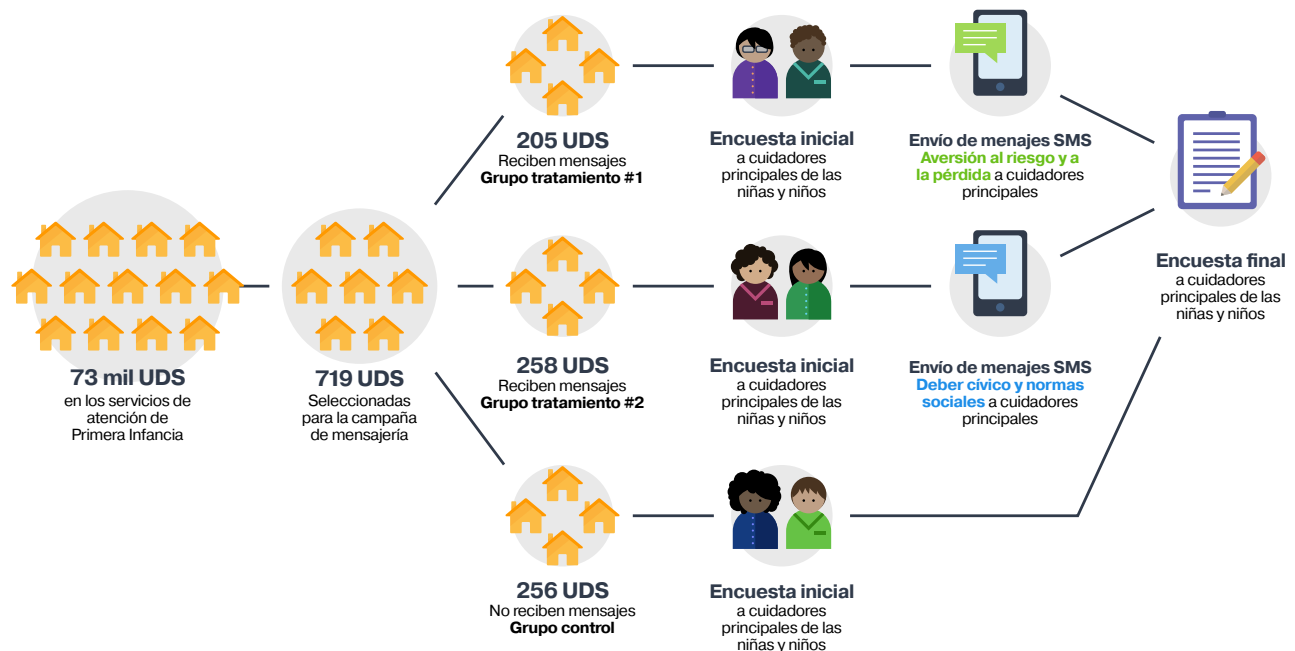 73 mil UDS
en los servicios de
atención de
Primera Infancia
719 UDS
Seleccionadas
para la campaña
de mensajería
205 UDS
Reciben mensajes
Grupo tratamiento #1
Encuesta inicial
a cuidadores
principales de las
niñas y niños
Envío de menajes SMS
Aversión al riesgo y a
la pérdida a cuidadores
principales
258 UDS
Reciben mensajes
Grupo tratamiento #2
Encuesta inicial
a cuidadores
principales de las
niñas y niños
Envío de menajes SMS
Deber cívico y normas
sociales a cuidadores
principales
256 UDS
No reciben mensajes
Grupo control
Encuesta inicial
a cuidadores
principales de las
niñas y niños
Encuesta final
a cuidadores
principales de las
niñas y niños